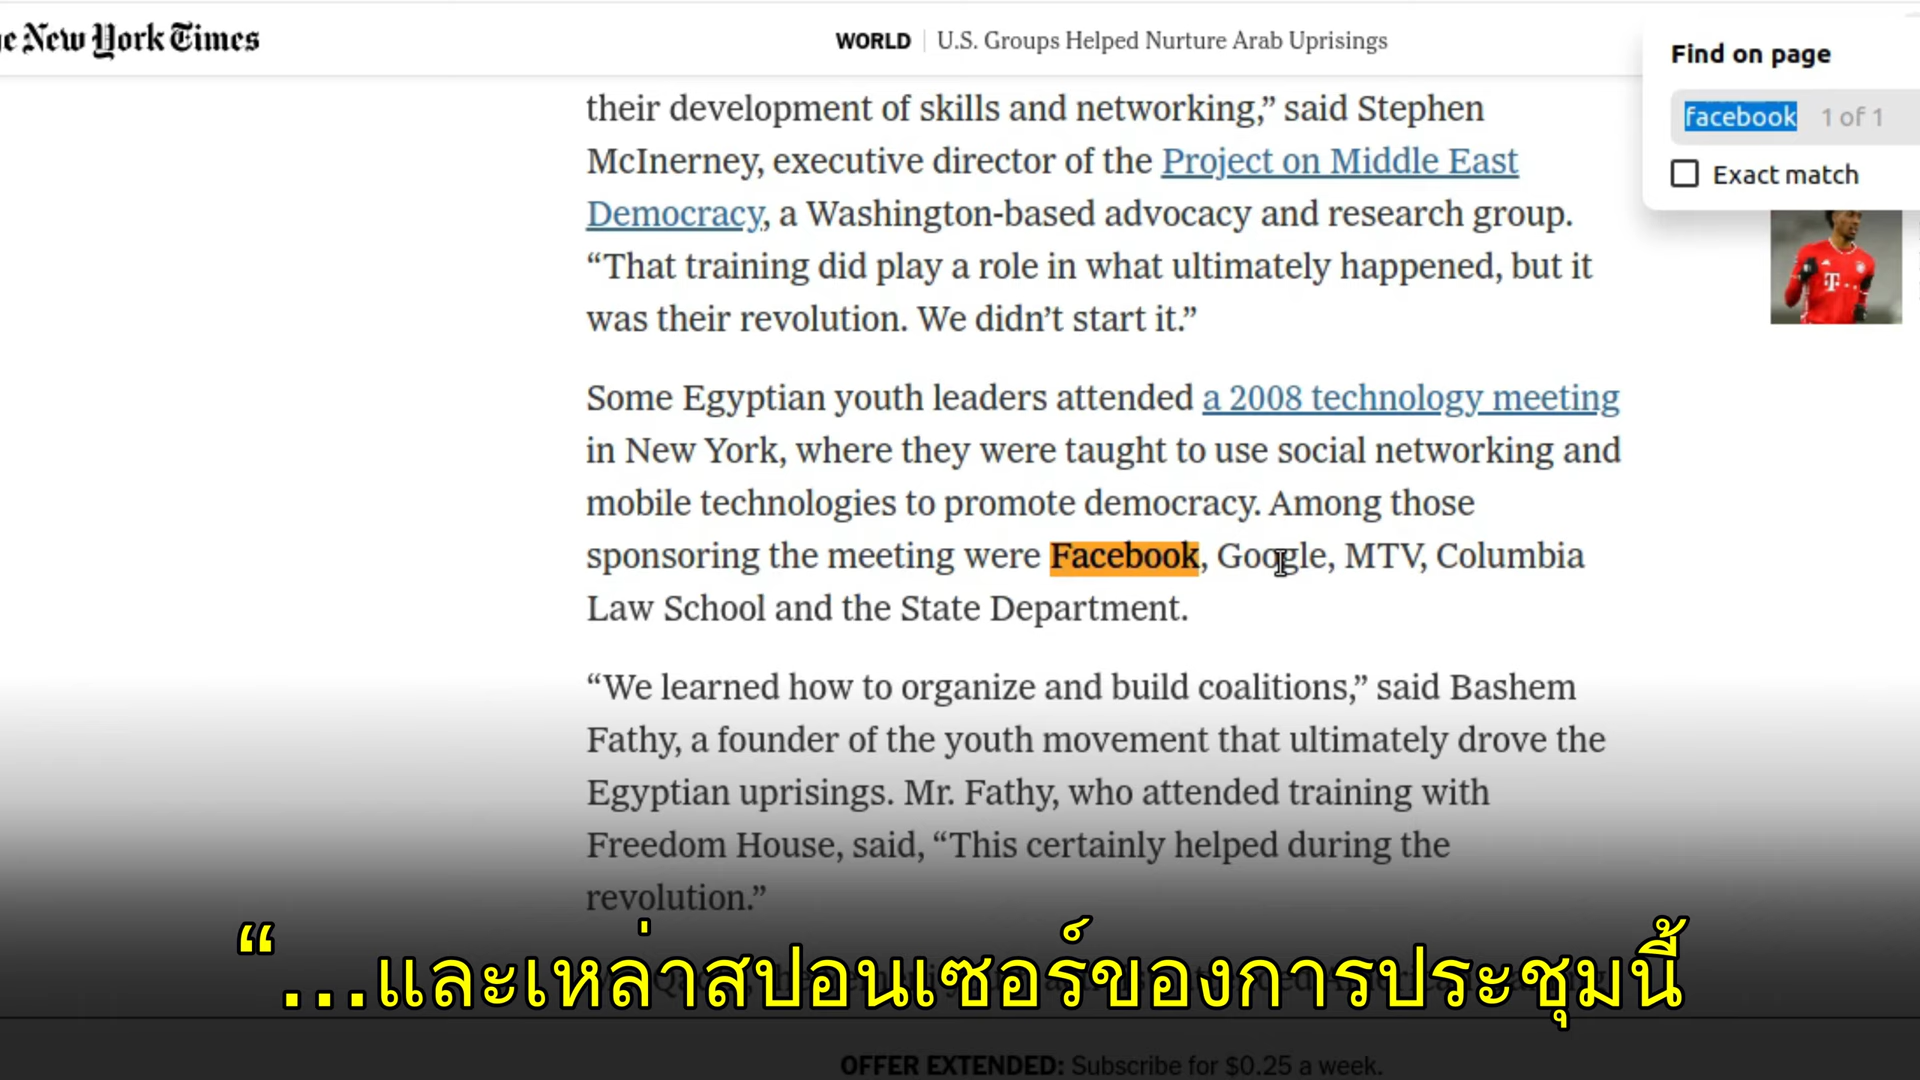 e New York Times
WORLD | U.S. Groups Helped Nurture Arab Uprisings
Find on page
facebook 1 of 1
Exact match
their development of skills and networking,” said Stephen
McInerney, executive director of the Project on Middle East
Democracy, a Washington-based advocacy and research group.
“That training did play a role in what ultimately happened, but it
was their revolution. We didn’t start it.”
Some Egyptian youth leaders attended a 2008 technology meeting
in New York, where they were taught to use social networking and
mobile technologies to promote democracy. Among those
sponsoring the meeting were Facebook, Google, MTV, Columbia
Law School and the State Department.
“We learned how to organize and build coalitions,” said Bashem
Fathy, a founder of the youth movement that ultimately drove the
Egyptian uprisings. Mr. Fathy, who attended training with
Freedom House, said, “This certainly helped during the
revolution.”
“...และเหล่าสปอนเซอร์ของการประชุมนี้
OFFER EXTENDED: Subscribe for $0.25 a week.